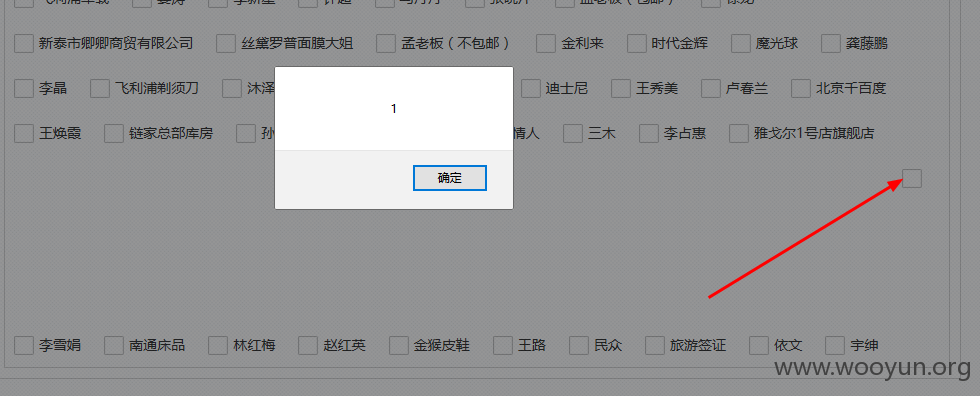 新泰市卿卿商贸有限公司 丝黛罗普面膜大姐 孟老板（不包邮） 金利来 时代金辉 魔光球 龚藤鹏
李晶 飞利浦剃须刀 沐泽 迪士尼 王秀美 卢春兰 北京千百度
1
王焕霞 链家总部库房 孙 情人 三木 李占惠 雅戈尔1号店旗舰店
确定
李雪娟 南通床品 林红梅 赵红英 金猴皮鞋 王路 民众 旅游签证 依文 宇绅
www.wooyun.org